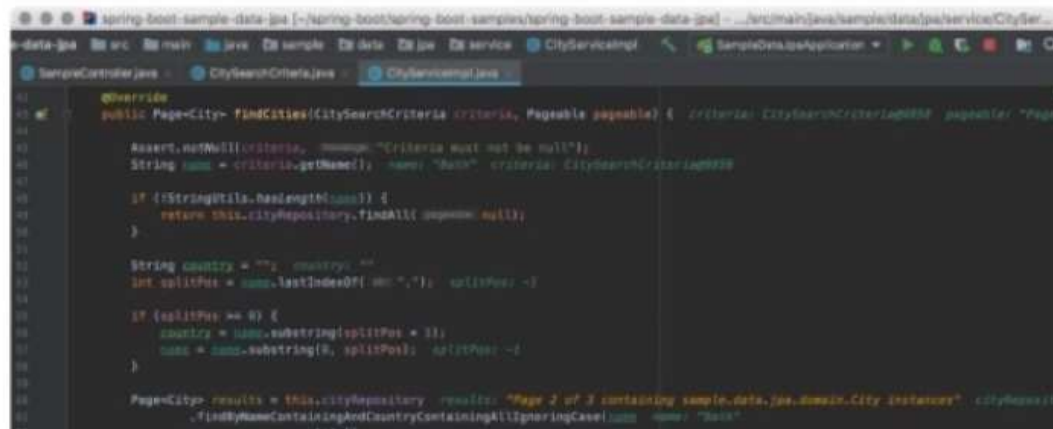 spring-boot-sample-data-jpa [~/spring-boot/spring-boot-samples/spring-boot-sample-data-jpa] - .../src/main/java/sample/data/jpa/service/CitySer...
-data-jpa src main java sample data jpa service CityServiceImpl SampleDataJpaApplication
SampleController.java CitySearchCriteria.java CityServiceImpl.java
@Override
public Page<City> findCities(CitySearchCriteria criteria, Pageable pageable) { criteria: CitySearchCriteria@9859 pageable: "Page
Assert.notNull(criteria, "Criteria must not be null");
String name = criteria.getName(); name: "Bath" criteria: CitySearchCriteria@9859
if (!StringUtils.hasLength(name)) {
return this.cityRepository.findAll( null);
}
String country = ""; country: ""
int splitPos = name.lastIndexOf( ","); splitPos: -1
if (splitPos >= 0) {
country = name.substring(splitPos + 1);
name = name.substring(0, splitPos); splitPos: -1
}
Page<City> results = this.cityRepository results: "Page 2 of 3 containing sample.data.jpa.domain.City instances" cityReposit
.findByNameContainingAndCountryContainingAllIgnoringCase(name name: "Bath"